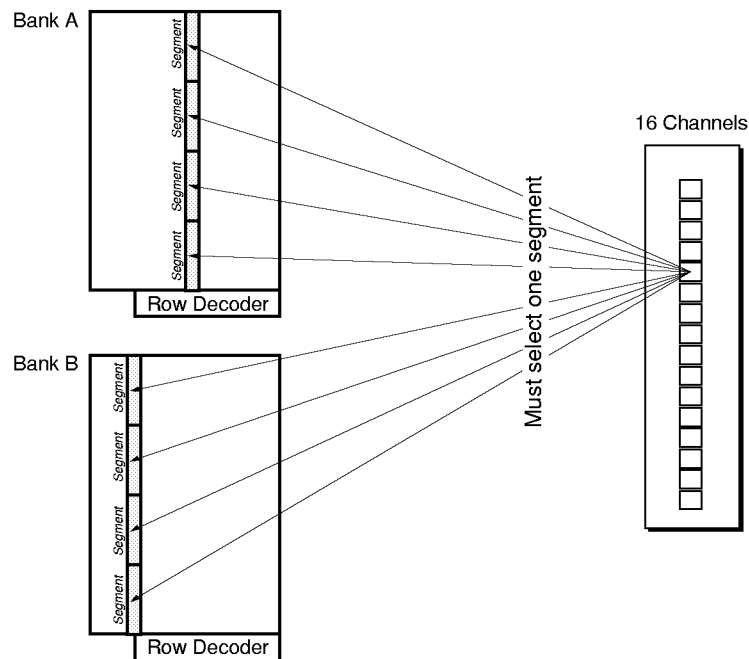 Bank A
Segment
Segment
Segment
Segment
Row Decoder
16 Channels
Must select one segment
Bank B
Segment
Segment
Segment
Segment
Row Decoder